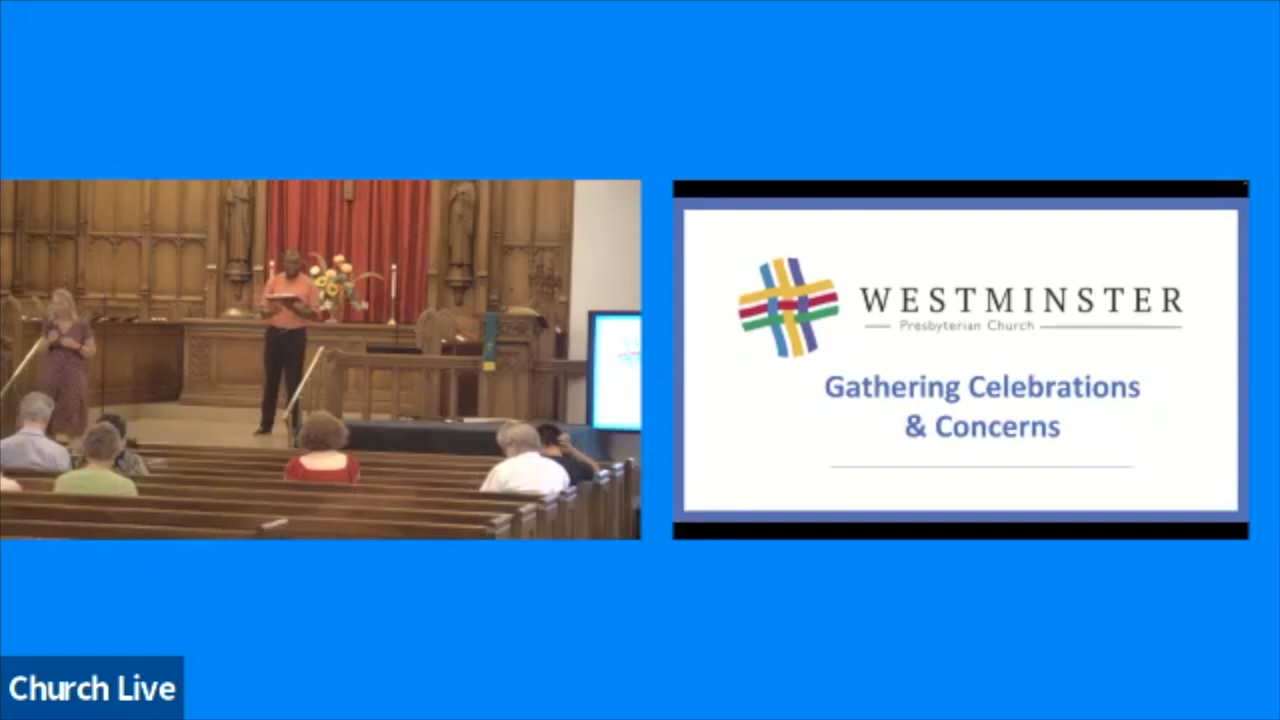 WESTMINSTER
Presbyterian Church
Gathering Celebrations
& Concerns
Church Live